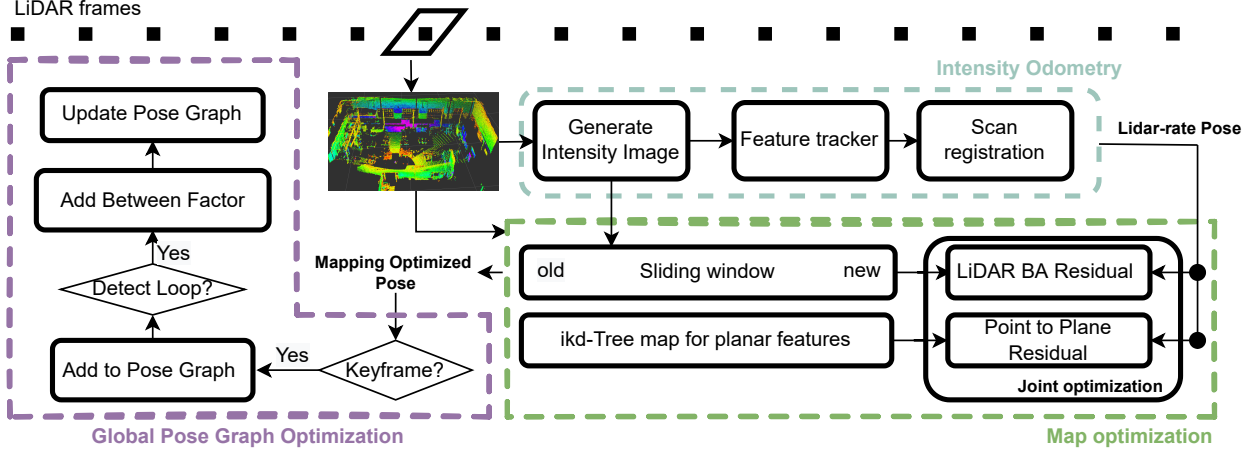 LiDAR frames
Intensity Odometry
Generate
Intensity Image
Feature tracker
Scan
registration
Lidar-rate Pose
Update Pose Graph
Add Between Factor
Yes
Detect Loop?
Add to Pose Graph
Yes
Keyframe?
Mapping Optimized
Pose
Global Pose Graph Optimization
old Sliding window new
LiDAR BA Residual
ikd-Tree map for planar features
Point to Plane
Residual
Joint optimization
Map optimization